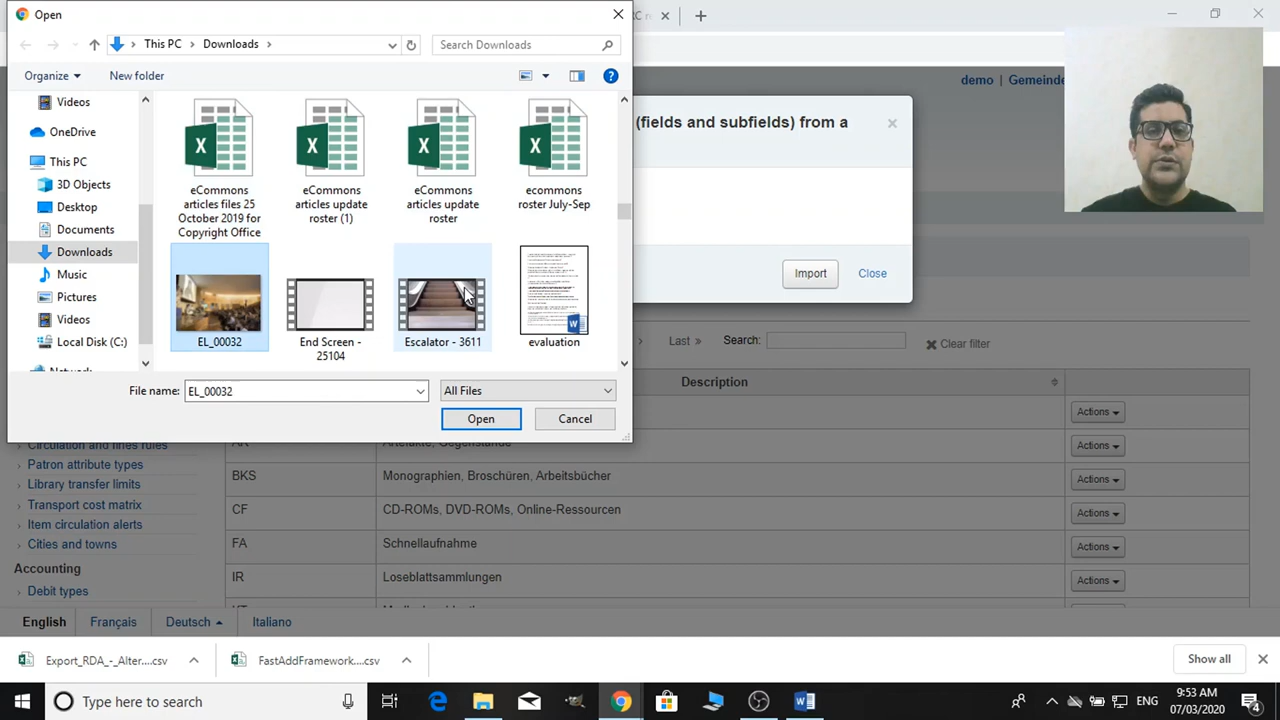 Open
RC r
This PC
Downloads
Search Downloads
Organize
New folder
demo
Gemeinde
Videos
OneDrive
This PC
3D Objects
Desktop
Documents
Downloads
Music
Pictures
Videos
Local Disk (C:)
eCommons
articles files 25
October 2019 for
Copyright Office
eCommons
articles update
roster (1)
eCommons
articles update
roster
ecommons
roster July-Sep
EL_00032
End Screen -
25104
Escalator - 3611
evaluation
File name:
EL_00032
All Files
Open
Cancel
(fields and subfields) from a
Import
Close
Last »
Search:
Clear filter
Description
Actions
Circulation and fines rules
AR
Artefakte, Gegenstände
Actions
Patron attribute types
BKS
Monographien, Broschüren, Arbeitsbücher
Actions
Library transfer limits
Transport cost matrix
CF
CD-ROMs, DVD-ROMs, Online-Ressourcen
Actions
Item circulation alerts
Cities and towns
FA
Schnellaufnahme
Actions
Accounting
IR
Loseblattsammlungen
Actions
Debit types
English
Français
Deutsch
Italiano
Export_RDA_-_Alter....csv
FastAddFramework....csv
Show all
Type here to search
ENG
9:53 AM
07/03/2020
4